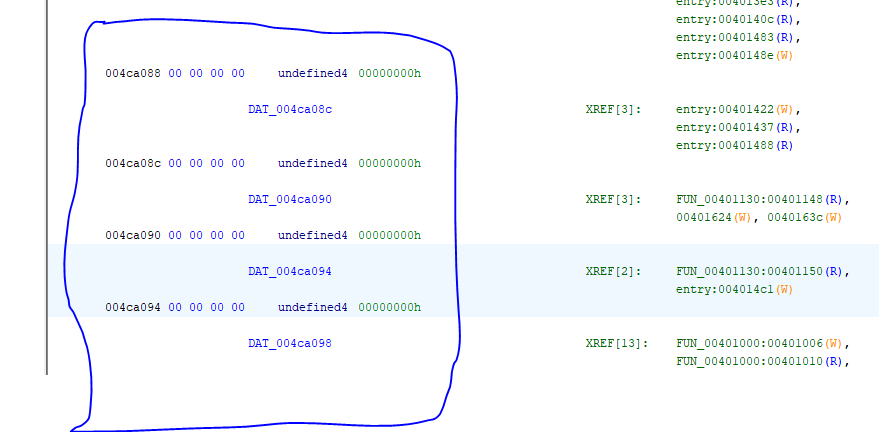 entry:004013e3(R),
entry:0040140c(R),
entry:00401483(R),
entry:0040148e(W)
004ca088 00 00 00 00 undefined4 00000000h
DAT_004ca08c XREF[3]: entry:00401422(W),
entry:00401437(R),
entry:00401488(R)
004ca08c 00 00 00 00 undefined4 00000000h
DAT_004ca090 XREF[3]: FUN_00401130:00401148(R),
00401624(W), 0040163c(W)
004ca090 00 00 00 00 undefined4 00000000h
DAT_004ca094 XREF[2]: FUN_00401130:00401150(R),
entry:004014c1(W)
004ca094 00 00 00 00 undefined4 00000000h
DAT_004ca098 XREF[13]: FUN_00401000:00401006(W),
FUN_00401000:00401010(R),